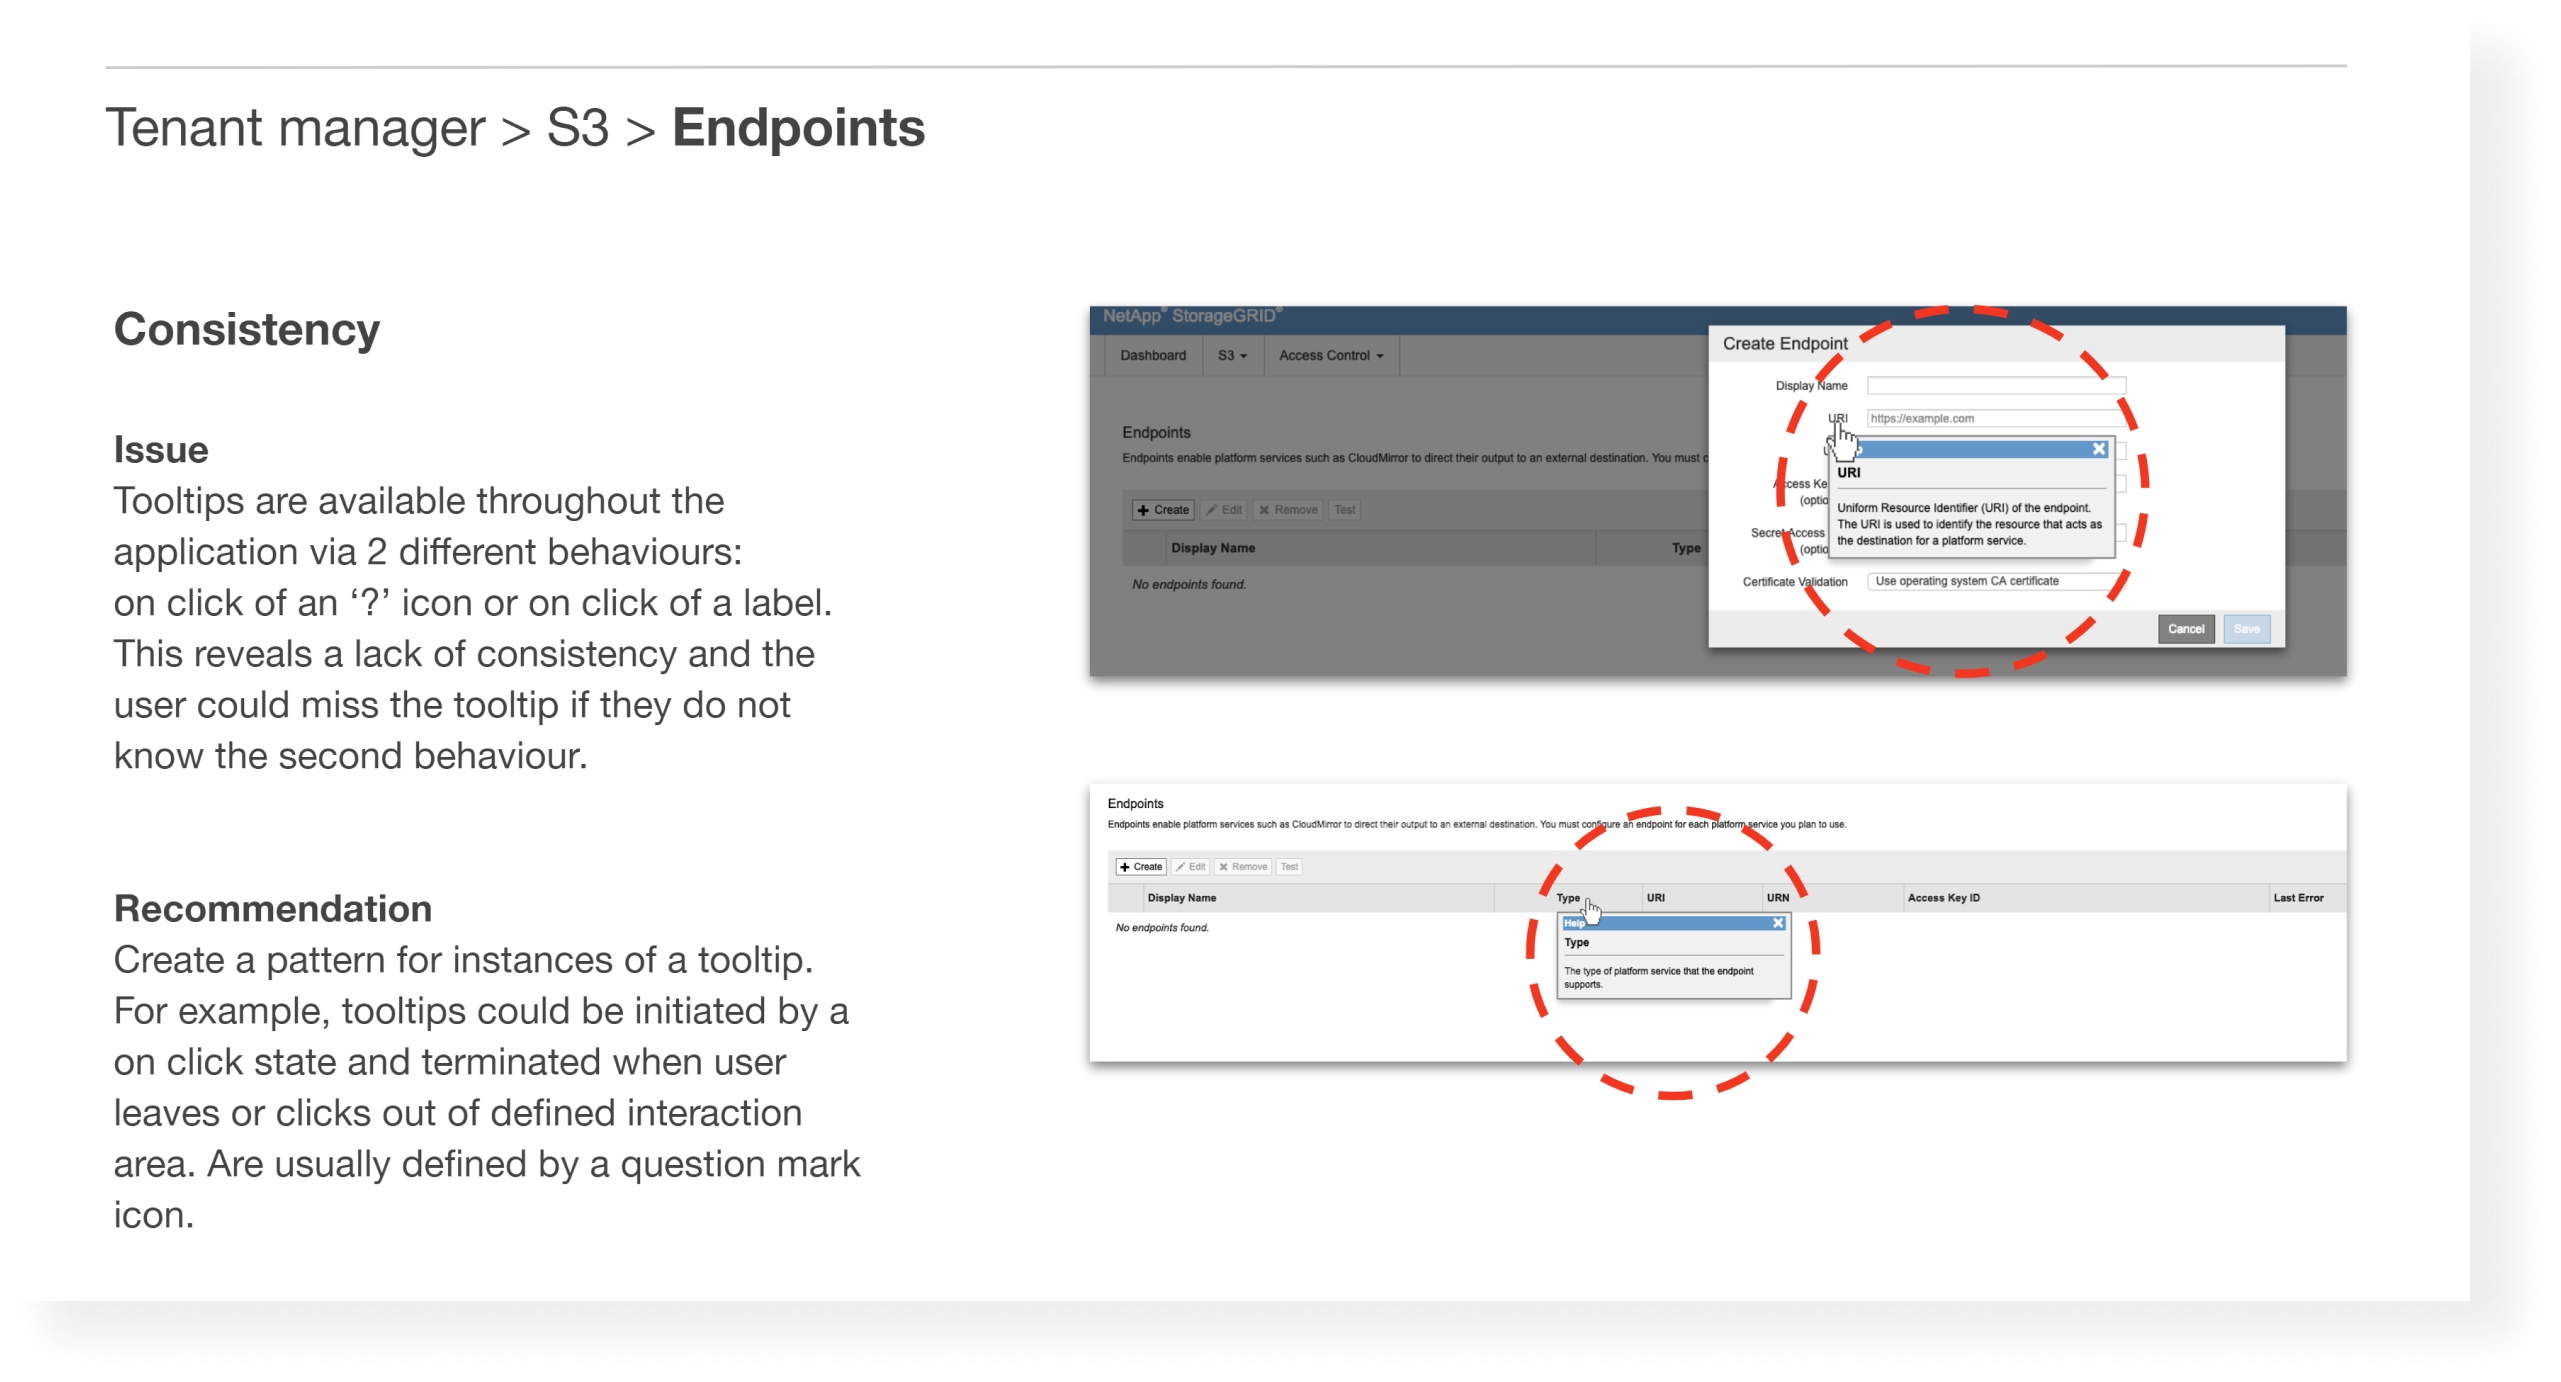 Tenant manager > S3 > Endpoints
Consistency
Issue
Tooltips are available throughout the
application via 2 different behaviours:
on click of an ‘?’ icon or on click of a label.
This reveals a lack of consistency and the
user could miss the tooltip if they do not
know the second behaviour.
Recommendation
Create a pattern for instances of a tooltip.
For example, tooltips could be initiated by a
on click state and terminated when user
leaves or clicks out of defined interaction
area. Are usually defined by a question mark
icon.
NetApp® StorageGRID®
Dashboard S3 Access Control
Endpoints
Endpoints enable platform services such as CloudMirror to direct their output to an external destination. You must c
Create Edit Remove Test
Display Name Type
No endpoints found.
Create Endpoint
Display Name
URI https://example.com
URI
Access Ke
(optio
Uniform Resource Identifier (URI) of the endpoint.
The URI is used to identify the resource that acts as
the destination for a platform service.
Secret Access
(optio
Certificate Validation Use operating system CA certificate
Cancel Save
Endpoints
Endpoints enable platform services such as CloudMirror to direct their output to an external destination. You must configure an endpoint for each platform service you plan to use.
Create Edit Remove Test
Display Name Type URI URN Access Key ID Last Error
No endpoints found.
Help
Type
The type of platform service that the endpoint
supports.